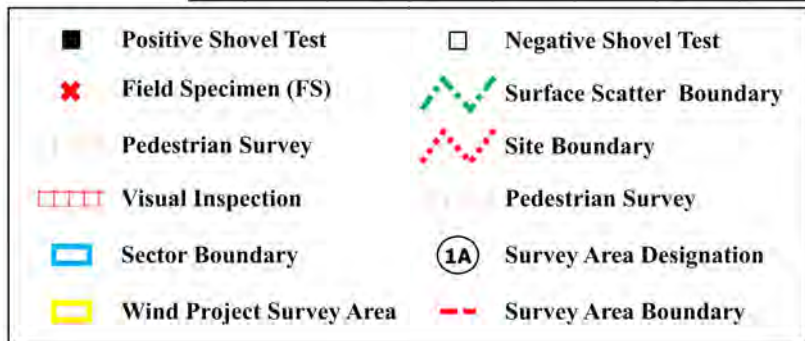 Positive Shovel Test
Negative Shovel Test
Field Specimen (FS)
Surface Scatter Boundary
Pedestrian Survey
Site Boundary
Visual Inspection
Pedestrian Survey
Sector Boundary
1A Survey Area Designation
Wind Project Survey Area
Survey Area Boundary